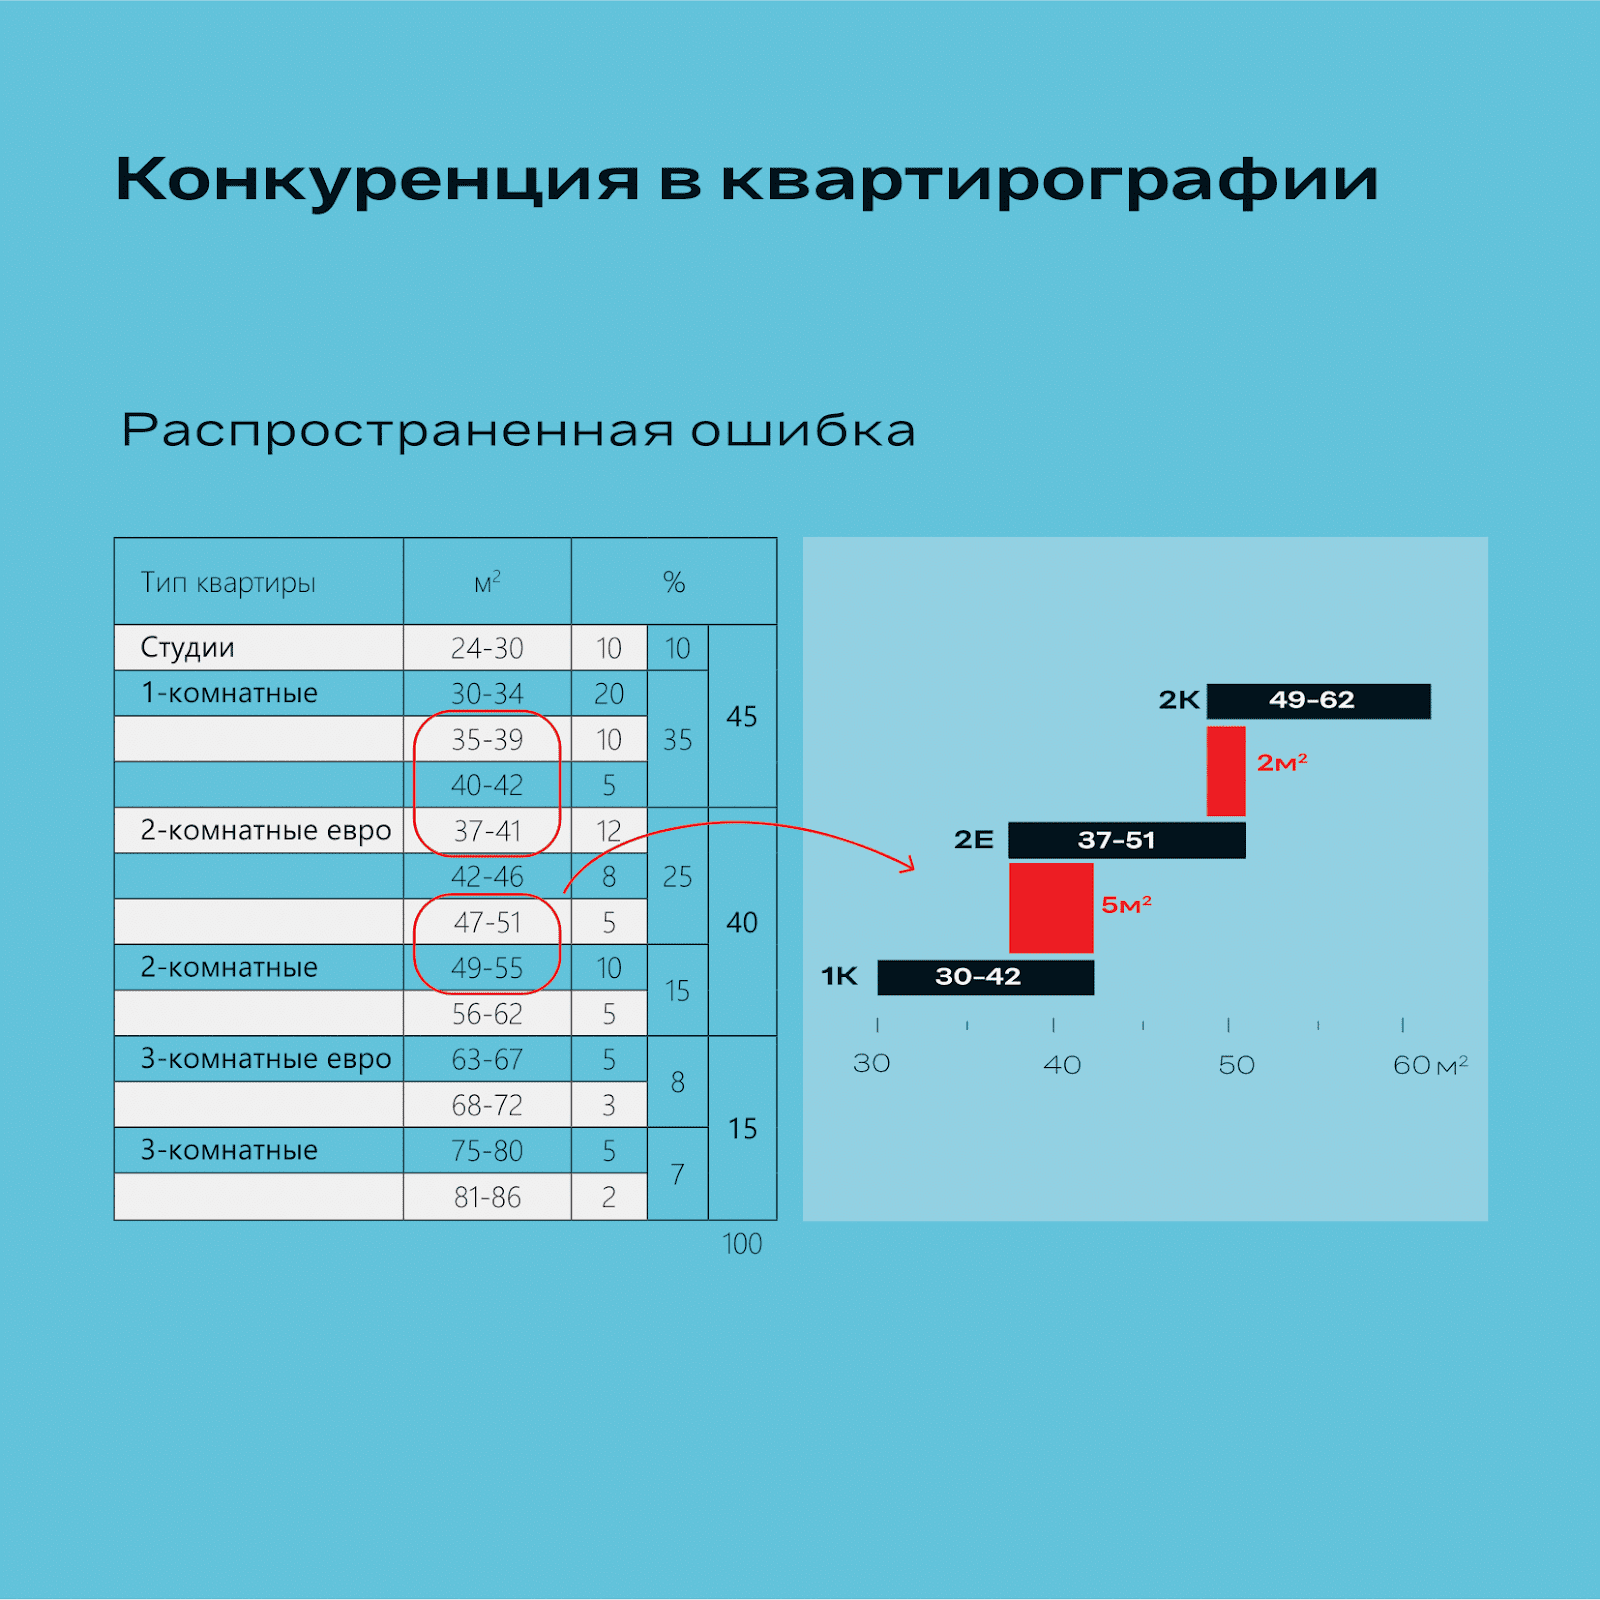 Конкуренция в квартирографии
Распространенная ошибка
Тип квартиры м² %
Студии 24-30 10 10 45
1-комнатные 30-34 20 35
35-39 10
40-42 5
2-комнатные евро 37-41 12 25 40
42-46 8
47-51 5
2-комнатные 49-55 10 15
56-62 5
3-комнатные евро 63-67 5 8 15
68-72 3
3-комнатные 75-80 5 7
81-86 2
100
2К 49-62
2м²
2Е 37-51
5м²
1К 30-42
30 40 50 60 м²